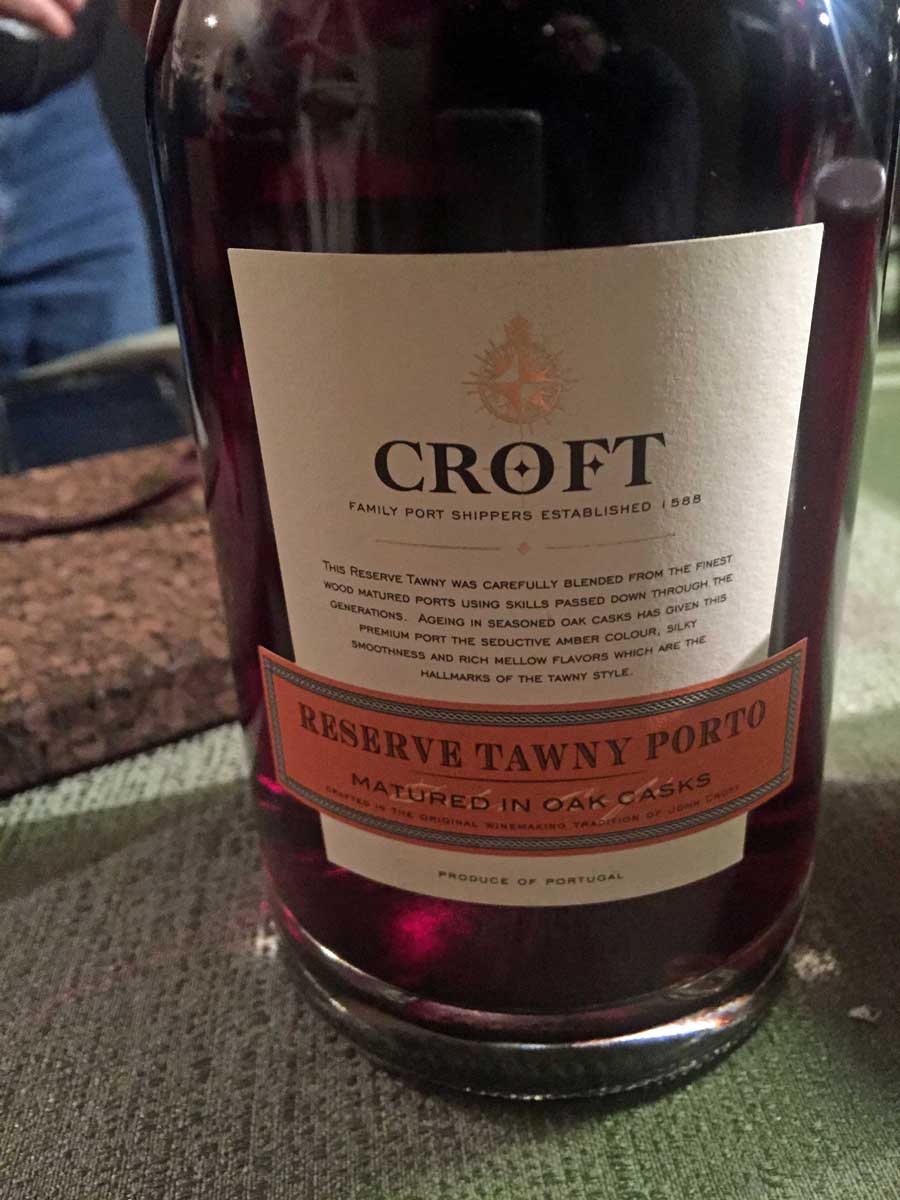 CROFT
FAMILY PORT SHIPPERS ESTABLISHED 1588
THIS RESERVE TAWNY WAS CAREFULLY BLENDED FROM THE FINEST
WOOD MATURED PORTS USING SKILLS PASSED DOWN THROUGH THE
GENERATIONS. AGEING IN SEASONED OAK CASKS HAS GIVEN THIS
PREMIUM PORT THE SEDUCTIVE AMBER COLOUR, SILKY
SMOOTHNESS AND RICH MELLOW FLAVORS WHICH ARE THE
HALLMARKS OF THE TAWNY STYLE.
RESERVE TAWNY PORTO
MATURED IN OAK CASKS
CRAFTED IN THE ORIGINAL WINEMAKING TRADITION OF JOHN CROFT
PRODUCE OF PORTUGAL